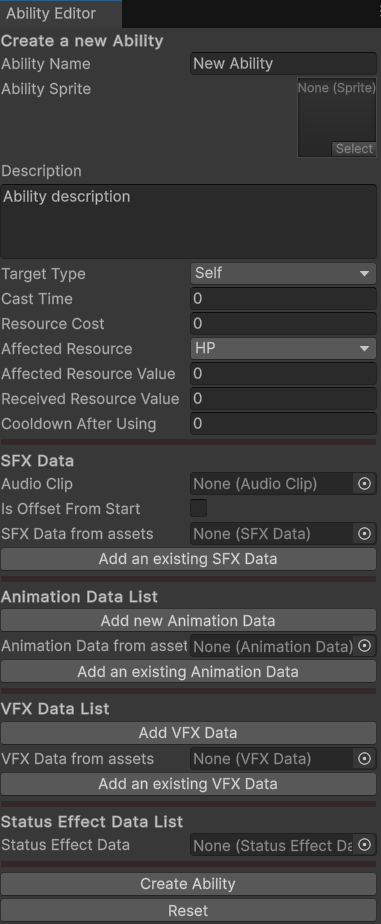 Ability Editor
Create a new Ability
Ability Name New Ability
Ability Sprite None (Sprite)
Select
Description
Ability description
Target Type Self
Cast Time 0
Resource Cost 0
Affected Resource HP
Affected Resource Value 0
Received Resource Value 0
Cooldown After Using 0
SFX Data
Audio Clip None (Audio Clip)
Is Offset From Start
SFX Data from assets None (SFX Data)
Add an existing SFX Data
Animation Data List
Add new Animation Data
Animation Data from asset None (Animation Data)
Add an existing Animation Data
VFX Data List
Add VFX Data
VFX Data from assets None (VFX Data)
Add an existing VFX Data
Status Effect Data List
Status Effect Data None (Status Effect Da
Create Ability
Reset